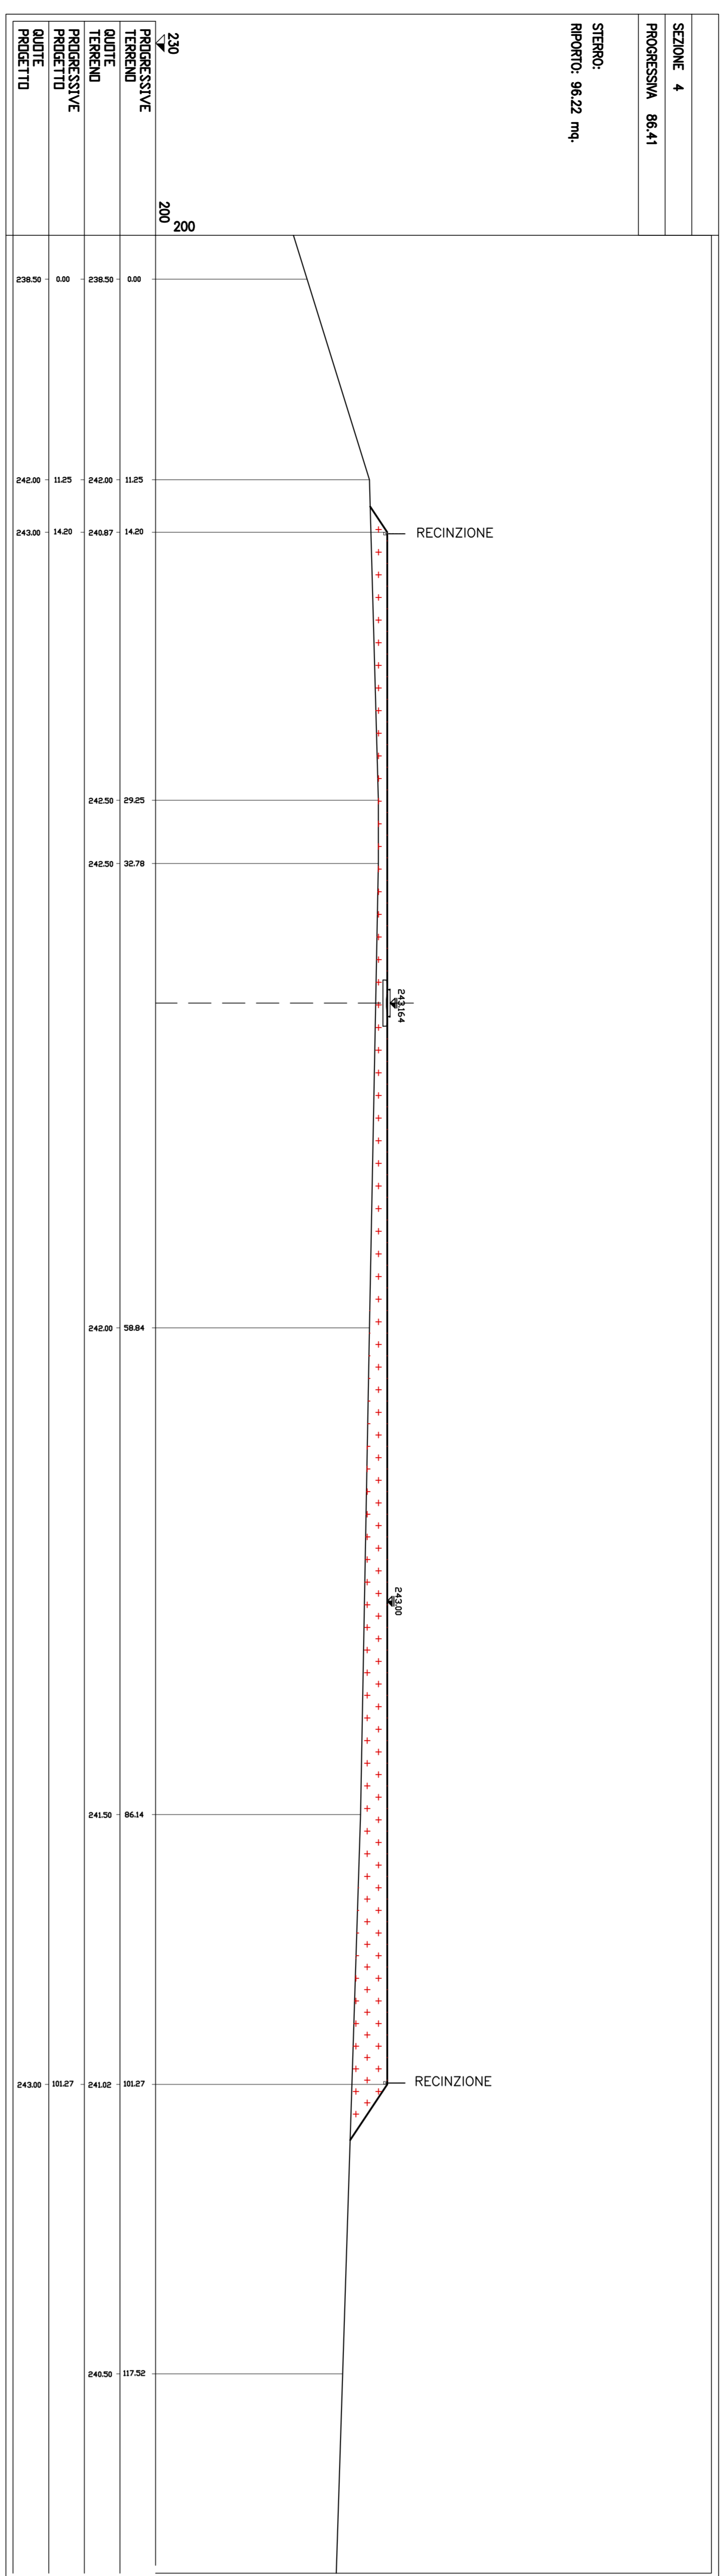 SEZIONE 4
PROGRESSIVA 86.41
STERRO:
RIPORTO: 96.22 mq.
RECINZIONE
243.164
243.00
RECINZIONE
230
200
200
PROGRESSIVE TERRENO
0.00 11.25 14.20 29.25 32.78 58.84 86.14 101.27 117.52
QUOTE TERRENO
238.50 242.00 240.87 242.50 242.50 242.00 241.50 241.02 240.50
PROGRESSIVE PROGETTO
0.00 11.25 14.20 101.27
QUOTE PROGETTO
238.50 242.00 243.00 243.00